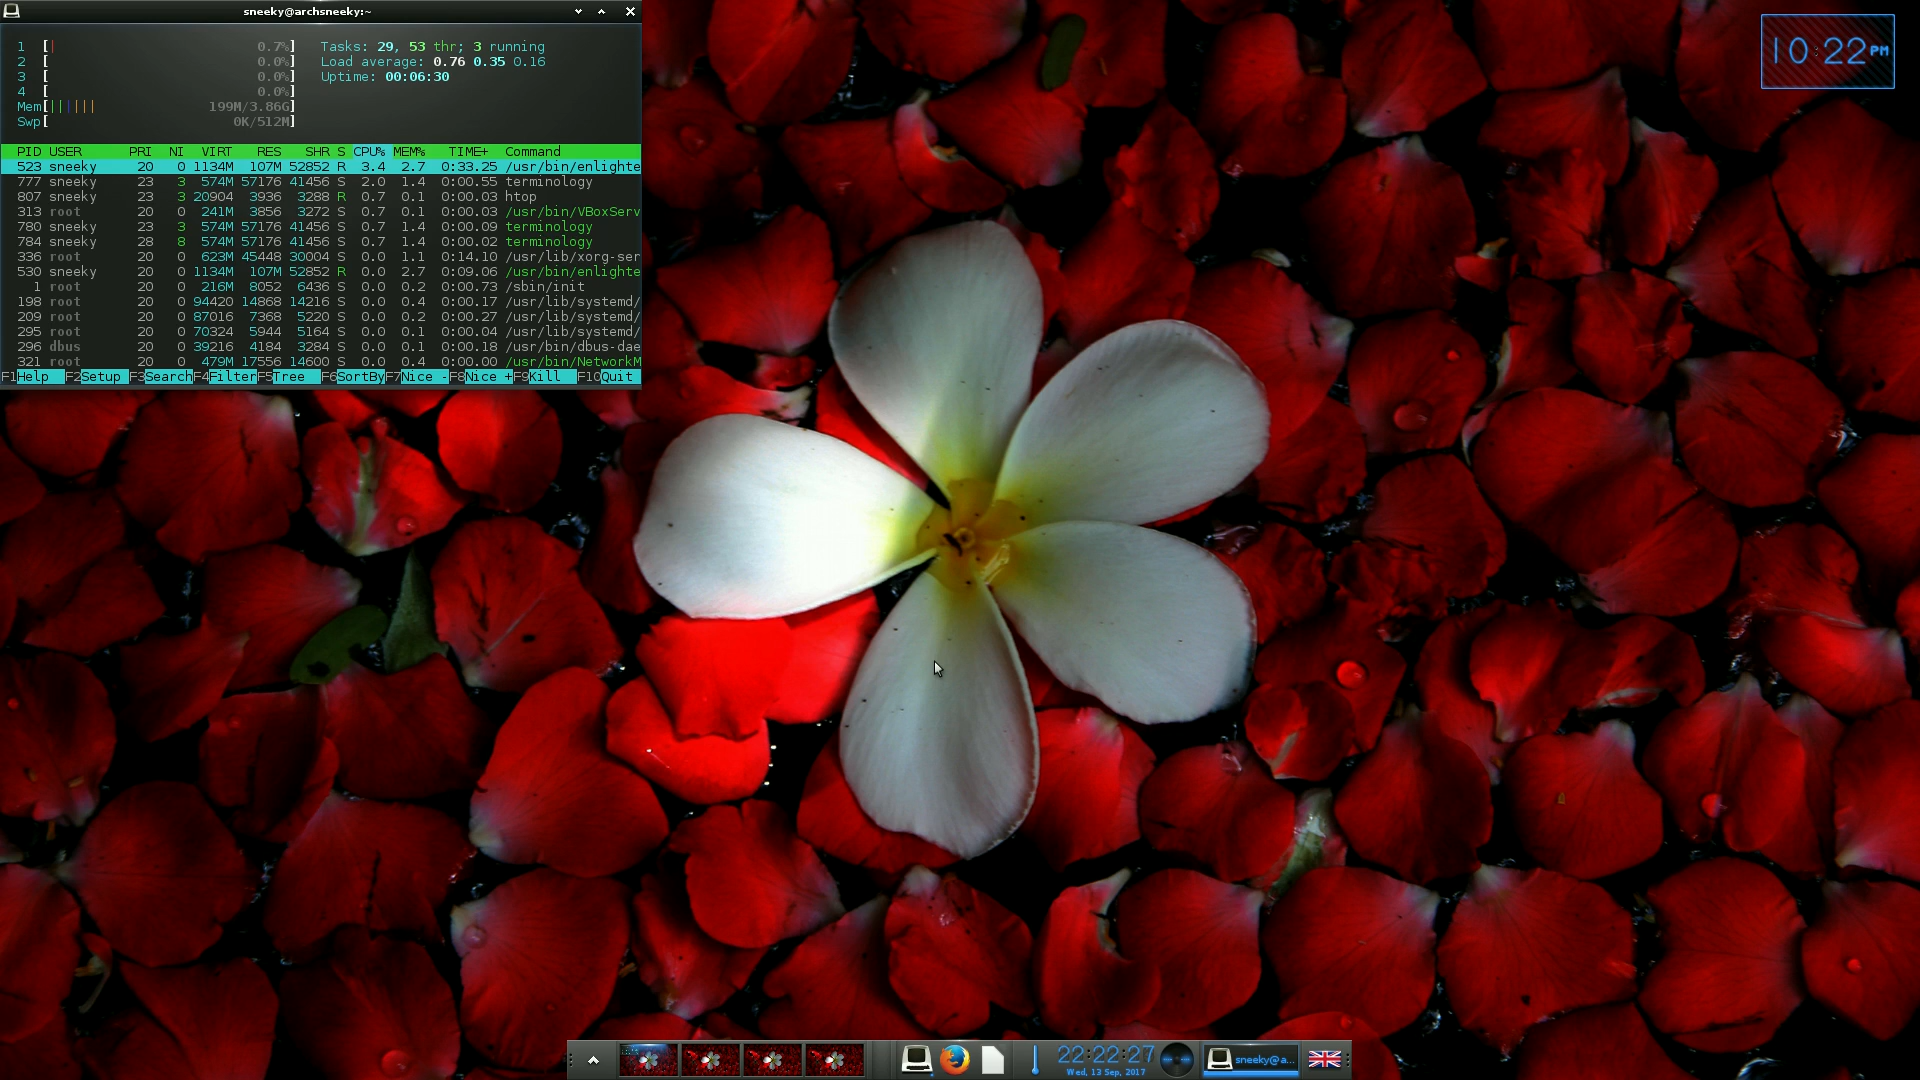 sneeky@archsneeky:~
1 [| 0.7%] Tasks: 29, 53 thr; 3 running
2 [ 0.0%] Load average: 0.76 0.35 0.16
3 [ 0.0%] Uptime: 00:06:30
4 [ 0.0%]
Mem[|||||| 199M/3.86G]
Swp[ 0K/512M]
PID USER PRI NI VIRT RES SHR S CPU% MEM% TIME+ Command
523 sneeky 20 0 1134M 107M 52852 R 3.4 2.7 0:33.25 /usr/bin/enlighte
777 sneeky 23 3 574M 57176 41456 S 2.0 1.4 0:00.55 terminology
807 sneeky 23 3 20904 3936 3288 R 0.7 0.1 0:00.03 htop
313 root 20 0 241M 3856 3272 S 0.7 0.1 0:00.03 /usr/bin/VBoxServ
780 sneeky 23 3 574M 57176 41456 S 0.7 1.4 0:00.09 terminology
784 sneeky 28 8 574M 57176 41456 S 0.7 1.4 0:00.02 terminology
336 root 20 0 623M 45448 30004 S 0.0 1.1 0:14.10 /usr/lib/xorg-ser
530 sneeky 20 0 1134M 107M 52852 R 0.0 2.7 0:09.06 /usr/bin/enlighte
1 root 20 0 216M 8052 6436 S 0.0 0.2 0:00.73 /sbin/init
198 root 20 0 94420 14868 14216 S 0.0 0.4 0:00.17 /usr/lib/systemd/
209 root 20 0 87016 7368 5220 S 0.0 0.2 0:00.27 /usr/lib/systemd/
295 root 20 0 70324 5944 5164 S 0.0 0.1 0:00.04 /usr/lib/systemd/
296 dbus 20 0 39216 4184 3284 S 0.0 0.1 0:00.18 /usr/bin/dbus-dae
321 root 20 0 479M 17556 14600 S 0.0 0.4 0:00.00 /usr/bin/NetworkM
F1Help F2Setup F3SearchF4FilterF5Tree F6SortByF7Nice -F8Nice +F9Kill F10Quit
10:22PM
22:22:27
Wed, 13 Sep, 2017
sneeky@a...